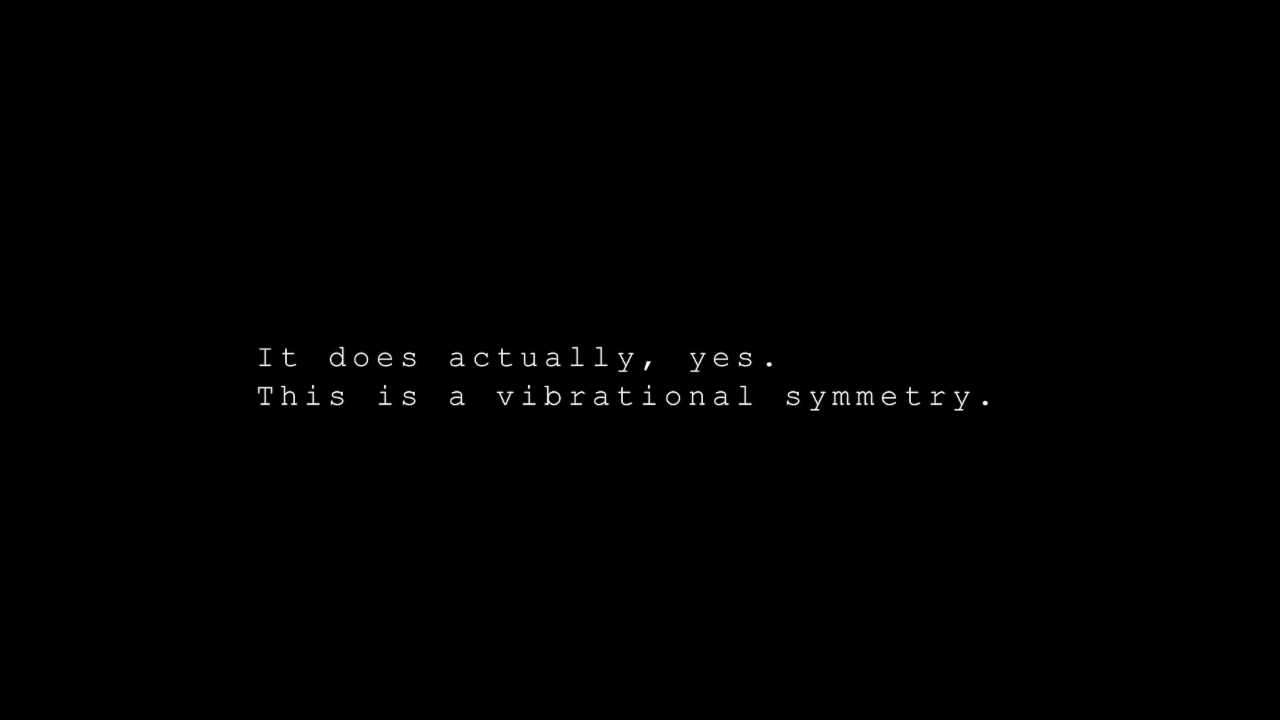 It does actually, yes.
This is a vibrational symmetry.